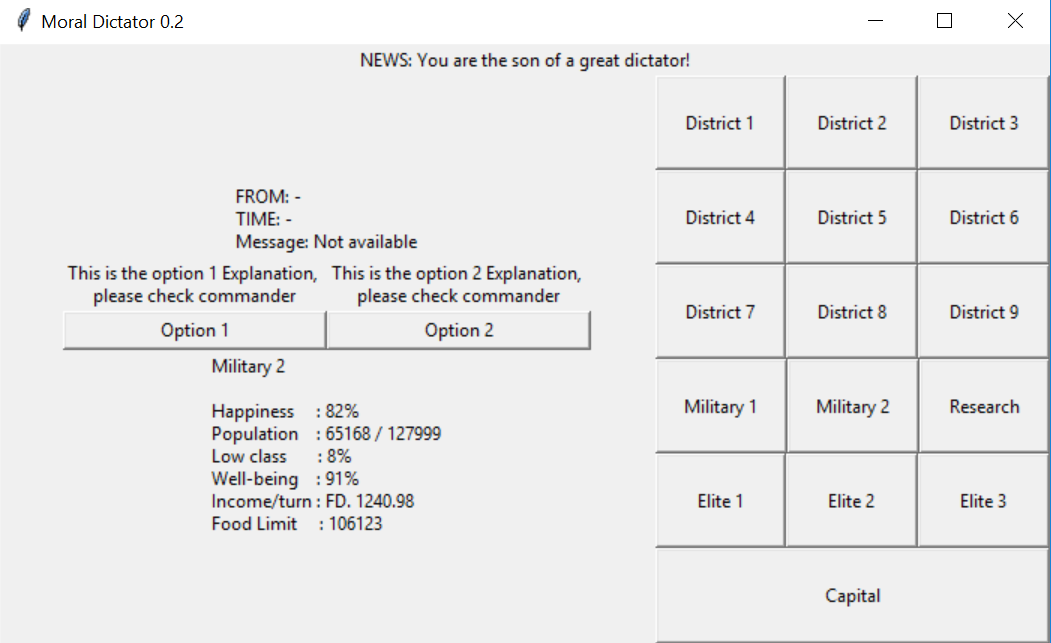 Moral Dictator 0.2
NEWS: You are the son of a great dictator!
FROM: -
TIME: -
Message: Not available
This is the option 1 Explanation,
please check commander
This is the option 2 Explanation,
please check commander
Option 1
Option 2
Military 2
Happiness : 82%
Population : 65168 / 127999
Low class : 8%
Well-being : 91%
Income/turn : FD. 1240.98
Food Limit : 106123
District 1
District 2
District 3
District 4
District 5
District 6
District 7
District 8
District 9
Military 1
Military 2
Research
Elite 1
Elite 2
Elite 3
Capital